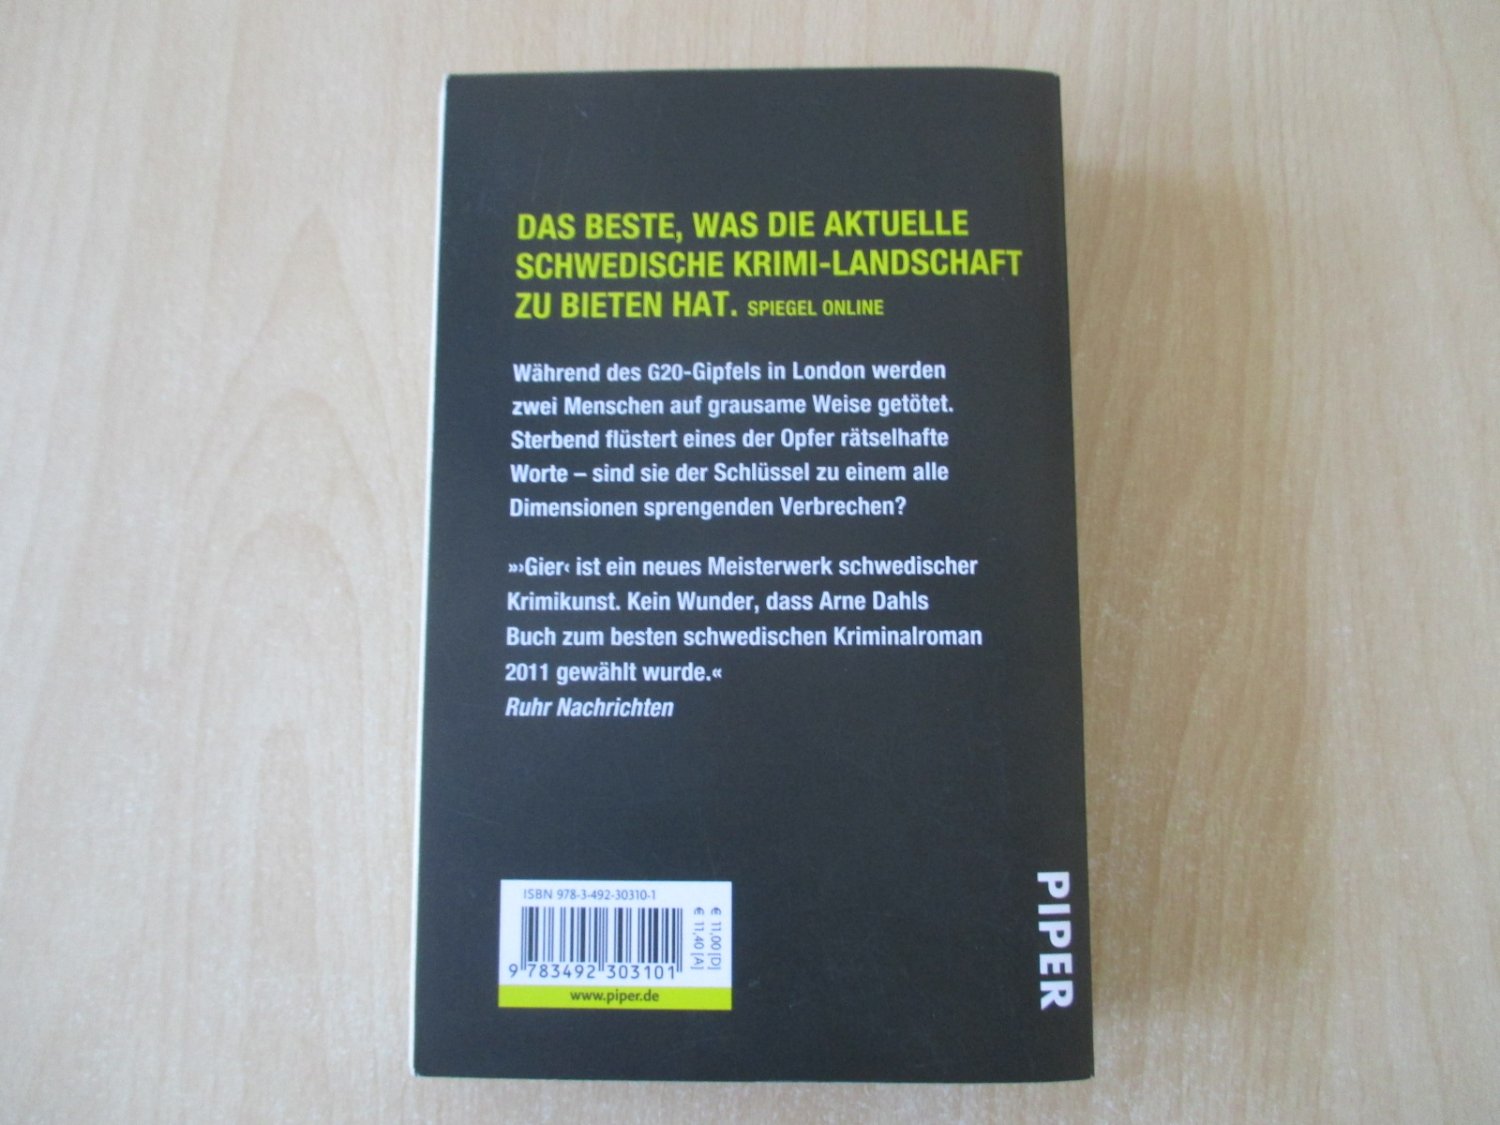 DAS BESTE, WAS DIE AKTUELLE
SCHWEDISCHE KRIMI-LANDSCHAFT
ZU BIETEN HAT. SPIEGEL ONLINE
Während des G20-Gipfels in London werden
zwei Menschen auf grausame Weise getötet.
Sterbend flüstert eines der Opfer rätselhafte
Worte – sind sie der Schlüssel zu einem alle
Dimensionen sprengenden Verbrechen?
»›Gier‹ ist ein neues Meisterwerk schwedischer
Krimikunst. Kein Wunder, dass Arne Dahls
Buch zum besten schwedischen Kriminalroman
2011 gewählt wurde.«
Ruhr Nachrichten
ISBN 978-3-492-30310-1
€ 11,00 [D]
€ 11,40 [A]
9 783492 303101
www.piper.de
PIPER